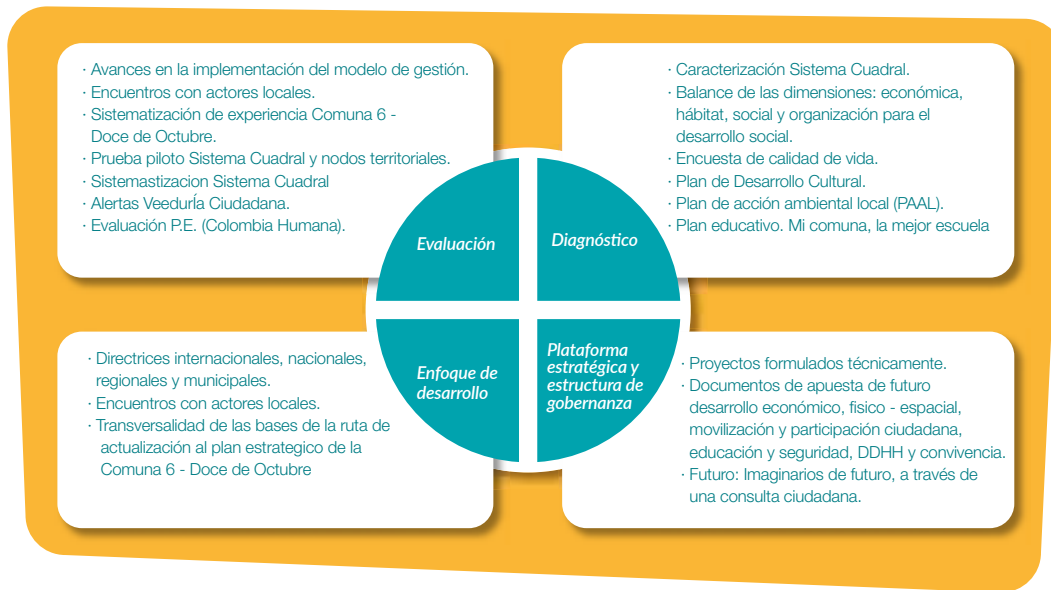 · Avances en la implementación del modelo de gestión.
· Encuentros con actores locales.
· Sistematización de experiencia Comuna 6 -
Doce de Octubre.
· Prueba piloto Sistema Cuadral y nodos territoriales.
· Sistemastizacion Sistema Cuadral
· Alertas Veeduría Ciudadana.
· Evaluación P.E. (Colombia Humana).
· Caracterización Sistema Cuadral.
· Balance de las dimensiones: económica,
hábitat, social y organización para el
desarrollo social.
· Encuesta de calidad de vida.
· Plan de Desarrollo Cultural.
· Plan de acción ambiental local (PAAL).
· Plan educativo. Mi comuna, la mejor escuela
Evaluación
Diagnóstico
Enfoque de
desarrollo
Plataforma
estratégica y
estructura de
gobernanza
· Directrices internacionales, nacionales,
regionales y municipales.
· Encuentros con actores locales.
· Transversalidad de las bases de la ruta de
actualización al plan estrategico de la
Comuna 6 - Doce de Octubre
· Proyectos formulados técnicamente.
· Documentos de apuesta de futuro
desarrollo económico, fisico - espacial,
movilización y participación ciudadana,
educación y seguridad, DDHH y convivencia.
· Futuro: Imaginarios de futuro, a través de
una consulta ciudadana.